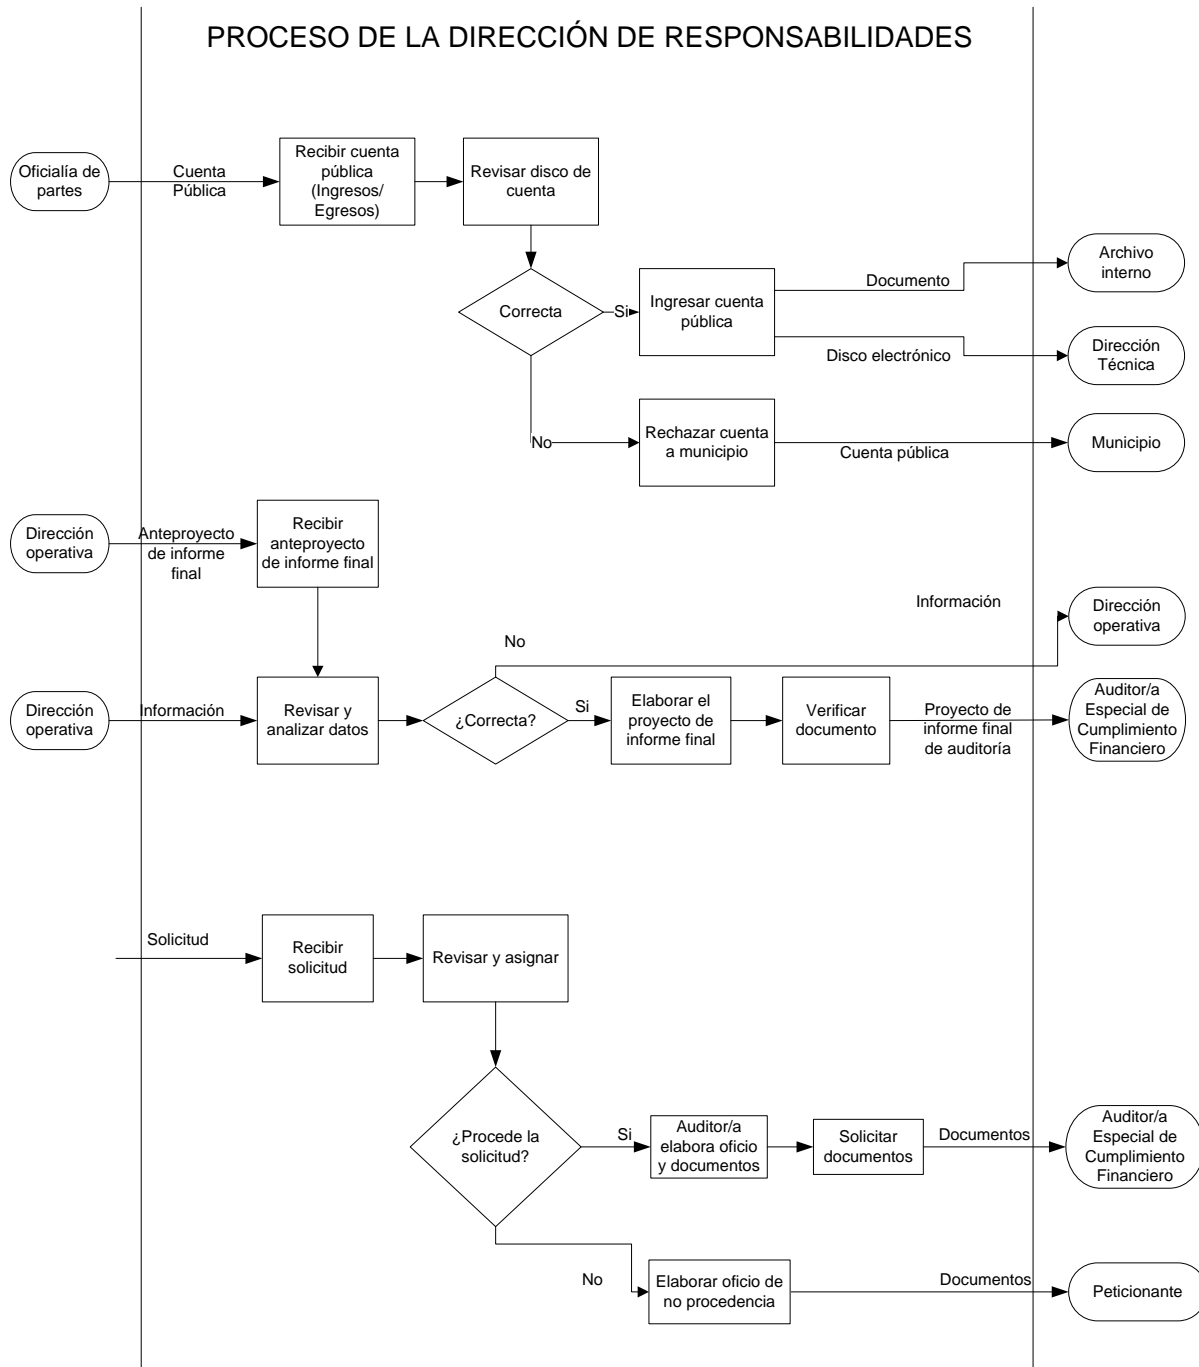 PROCESO DE LA DIRECCIÓN DE RESPONSABILIDADES
Oficialía de
partes
Cuenta
Pública
Recibir cuenta
pública
(Ingresos/
Egresos)
Revisar disco de
cuenta
Correcta
Si
Ingresar cuenta
pública
Documento
Archivo
interno
Disco electrónico
Dirección
Técnica
No
Rechazar cuenta
a municipio
Cuenta pública
Municipio
Dirección
operativa
Anteproyecto
de informe
final
Recibir
anteproyecto
de informe final
Información
Dirección
operativa
No
Dirección
operativa
Información
Revisar y
analizar datos
¿Correcta?
Si
Elaborar el
proyecto de
informe final
Verificar
documento
Proyecto de
informe final
de auditoría
Auditor/a
Especial de
Cumplimiento
Financiero
Solicitud
Recibir
solicitud
Revisar y asignar
¿Procede la
solicitud?
Si
Auditor/a
elabora oficio
y documentos
Solicitar
documentos
Documentos
Auditor/a
Especial de
Cumplimiento
Financiero
No
Elaborar oficio de
no procedencia
Documentos
Peticionante